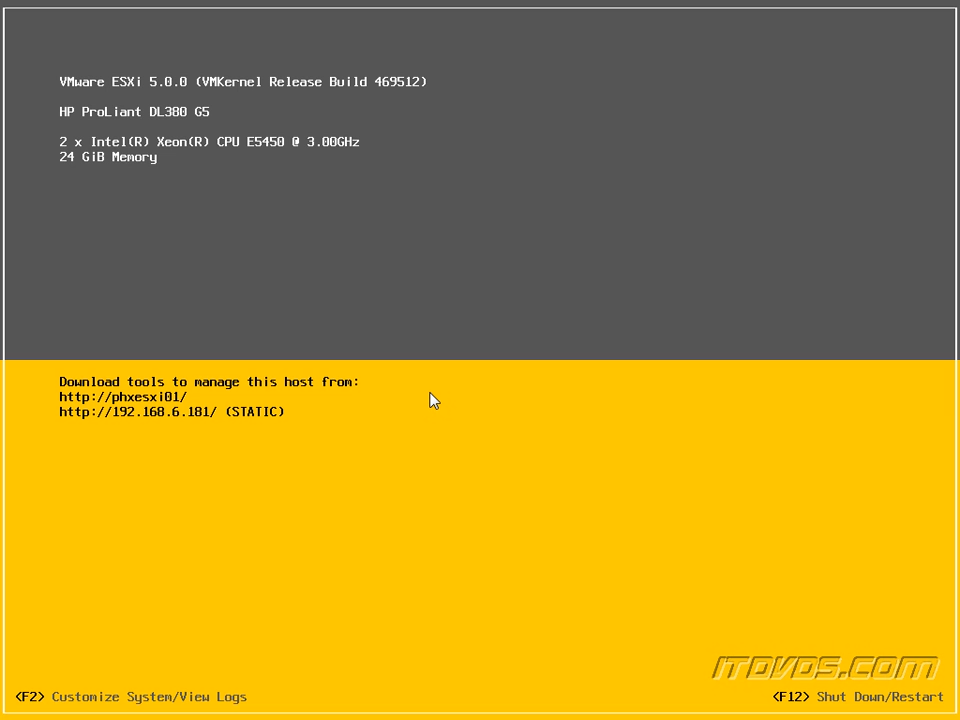 VMware ESXi 5.0.0 (VMKernel Release Build 469512)
HP ProLiant DL380 G5
2 x Intel(R) Xeon(R) CPU E5450 @ 3.00GHz
24 GiB Memory
Download tools to manage this host from:
http://phxesxi01/
http://192.168.6.181/ (STATIC)
ITOVOS.COM
<F2> Customize System/View Logs
<F12> Shut Down/Restart